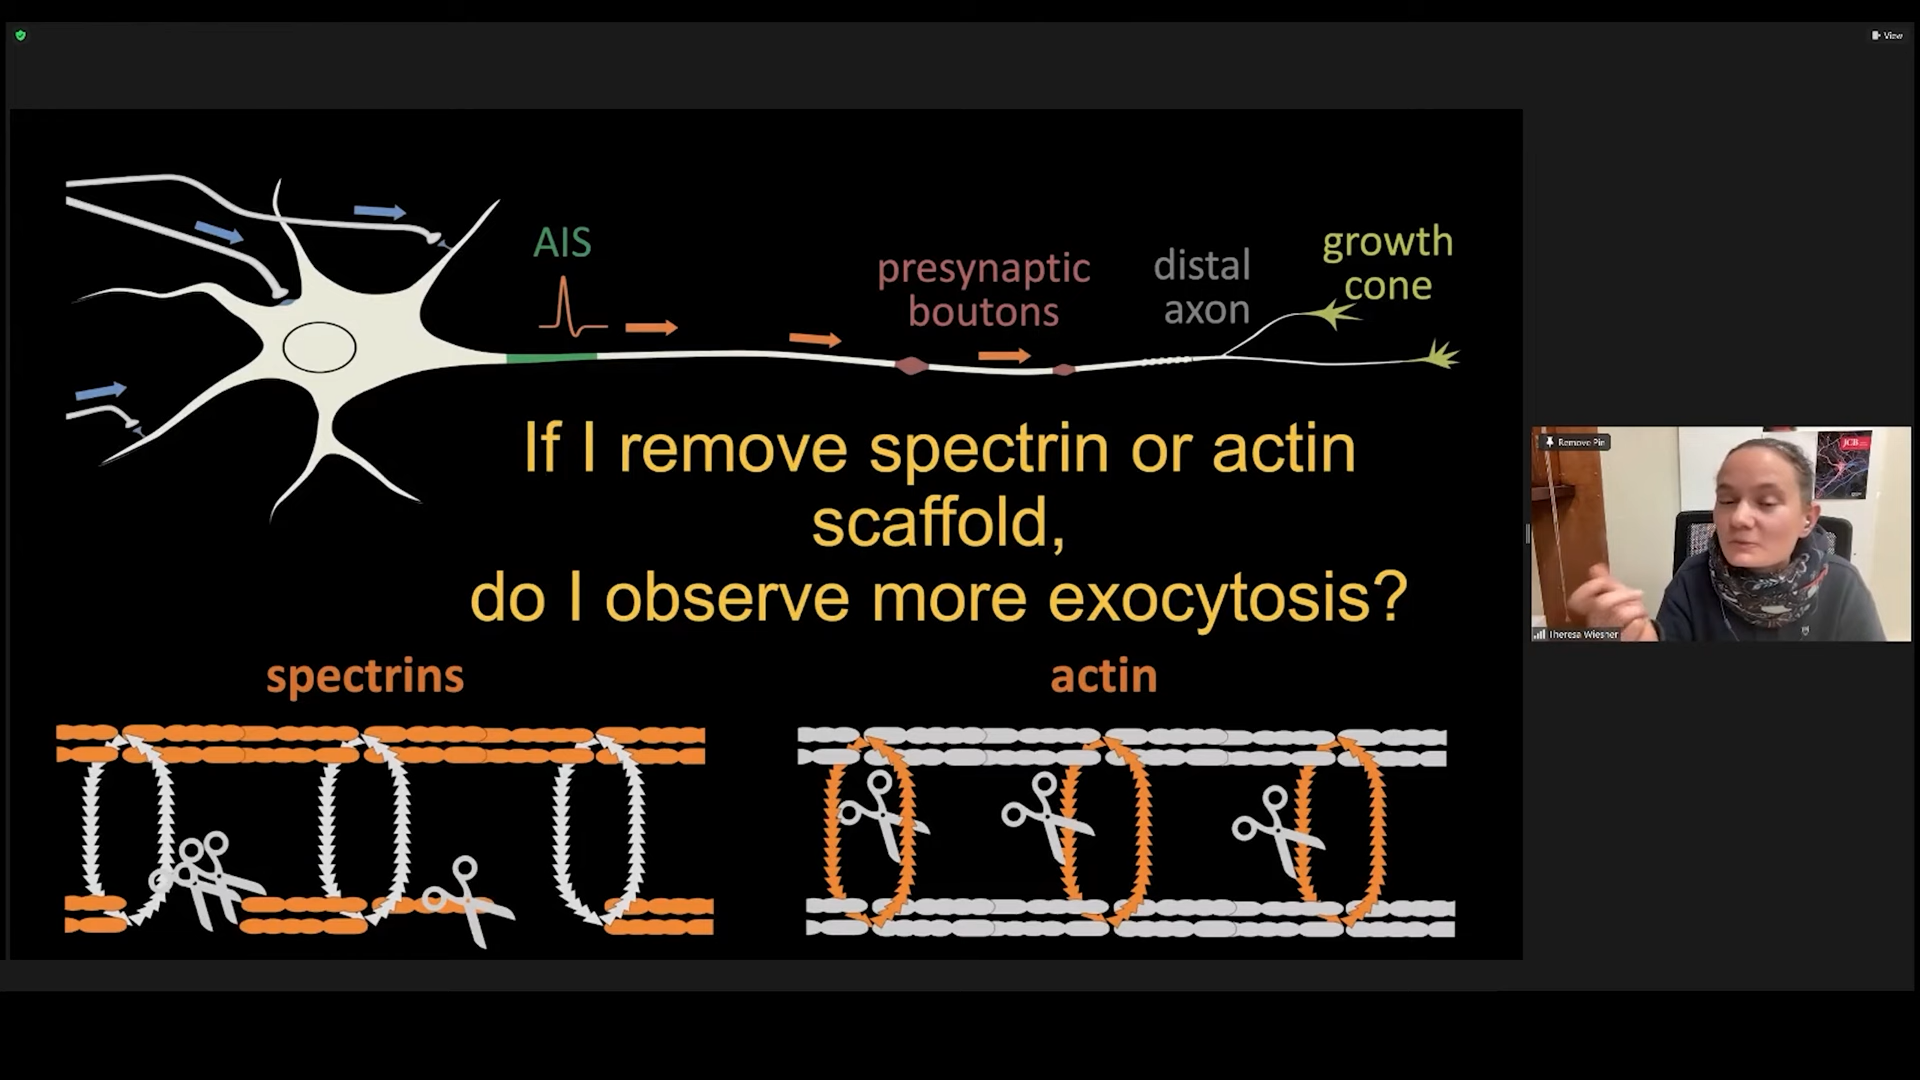 View
AIS
presynaptic
boutons
distal
axon
growth
cone
If I remove spectrin or actin
scaffold,
do I observe more exocytosis?
spectrins
actin
Remove Pin
JCB
Theresa Wiesner